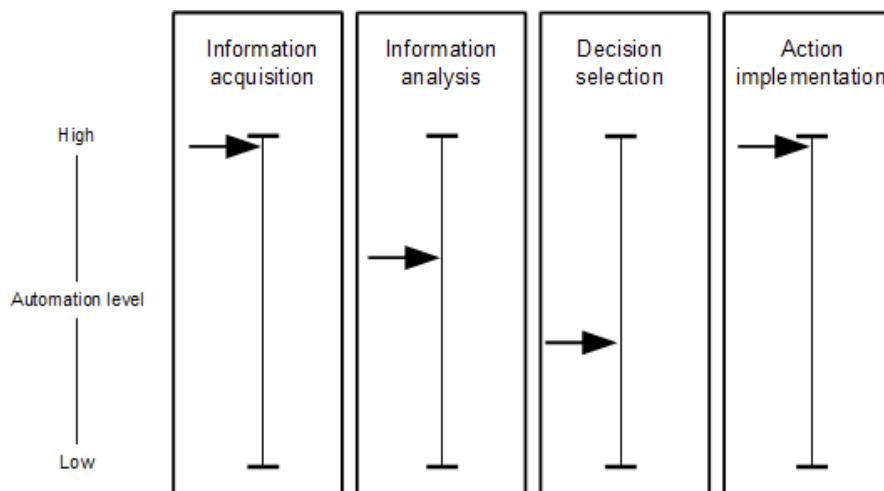 Information
acquisition
Information
analysis
Decision
selection
Action
implementation
High
Automation level
Low